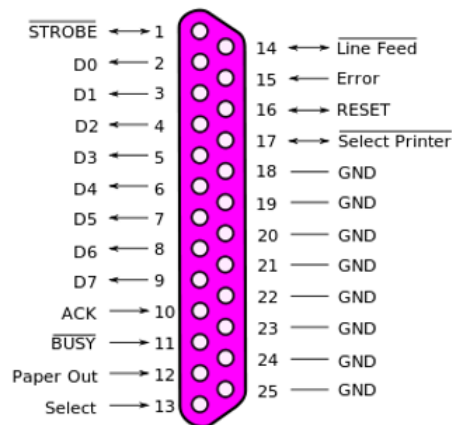 STROBE 1
D0 2
D1 3
D2 4
D3 5
D4 6
D5 7
D6 8
D7 9
ACK 10
BUSY 11
Paper Out 12
Select 13
14 Line Feed
15 Error
16 RESET
17 Select Printer
18 GND
19 GND
20 GND
21 GND
22 GND
23 GND
24 GND
25 GND